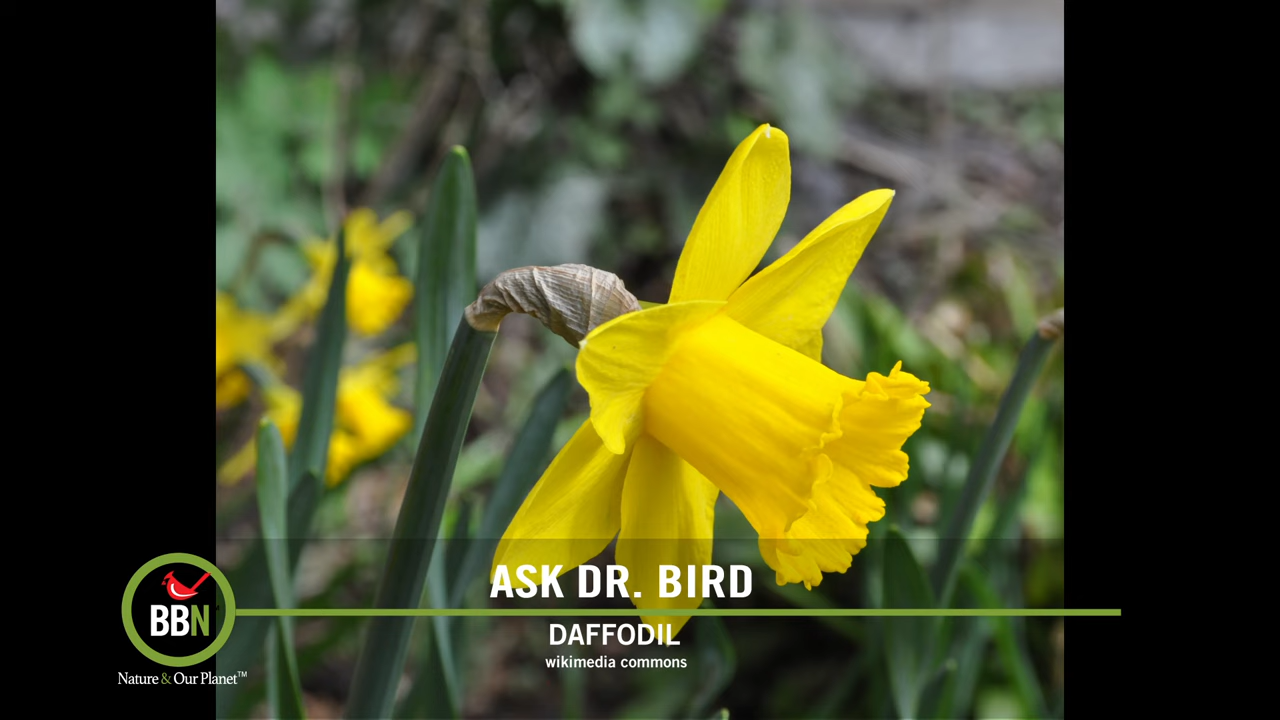 ASK DR. BIRD
BBN
DAFFODIL
wikimedia commons
Nature & Our Planet™